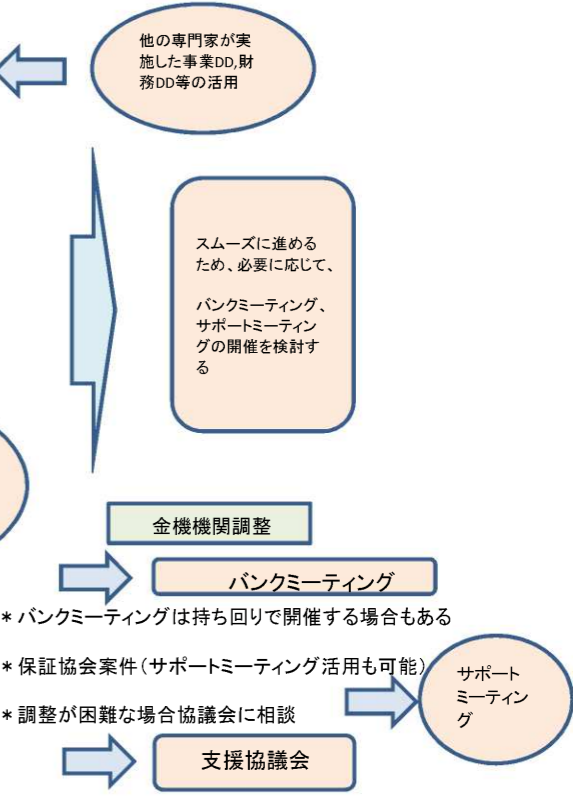 他の専門家が実
施した事業DD,財
務DD等の活用
スムーズに進める
ため、必要に応じて、
バンクミーティング、
サポートミーティン
グの開催を検討す
る
金機機関調整
バンクミーティング
*バンクミーティングは持ち回りで開催する場合もある
*保証協会案件(サポートミーティング活用も可能)
サポート
ミーティン
グ
*調整が困難な場合協議会に相談
支援協議会